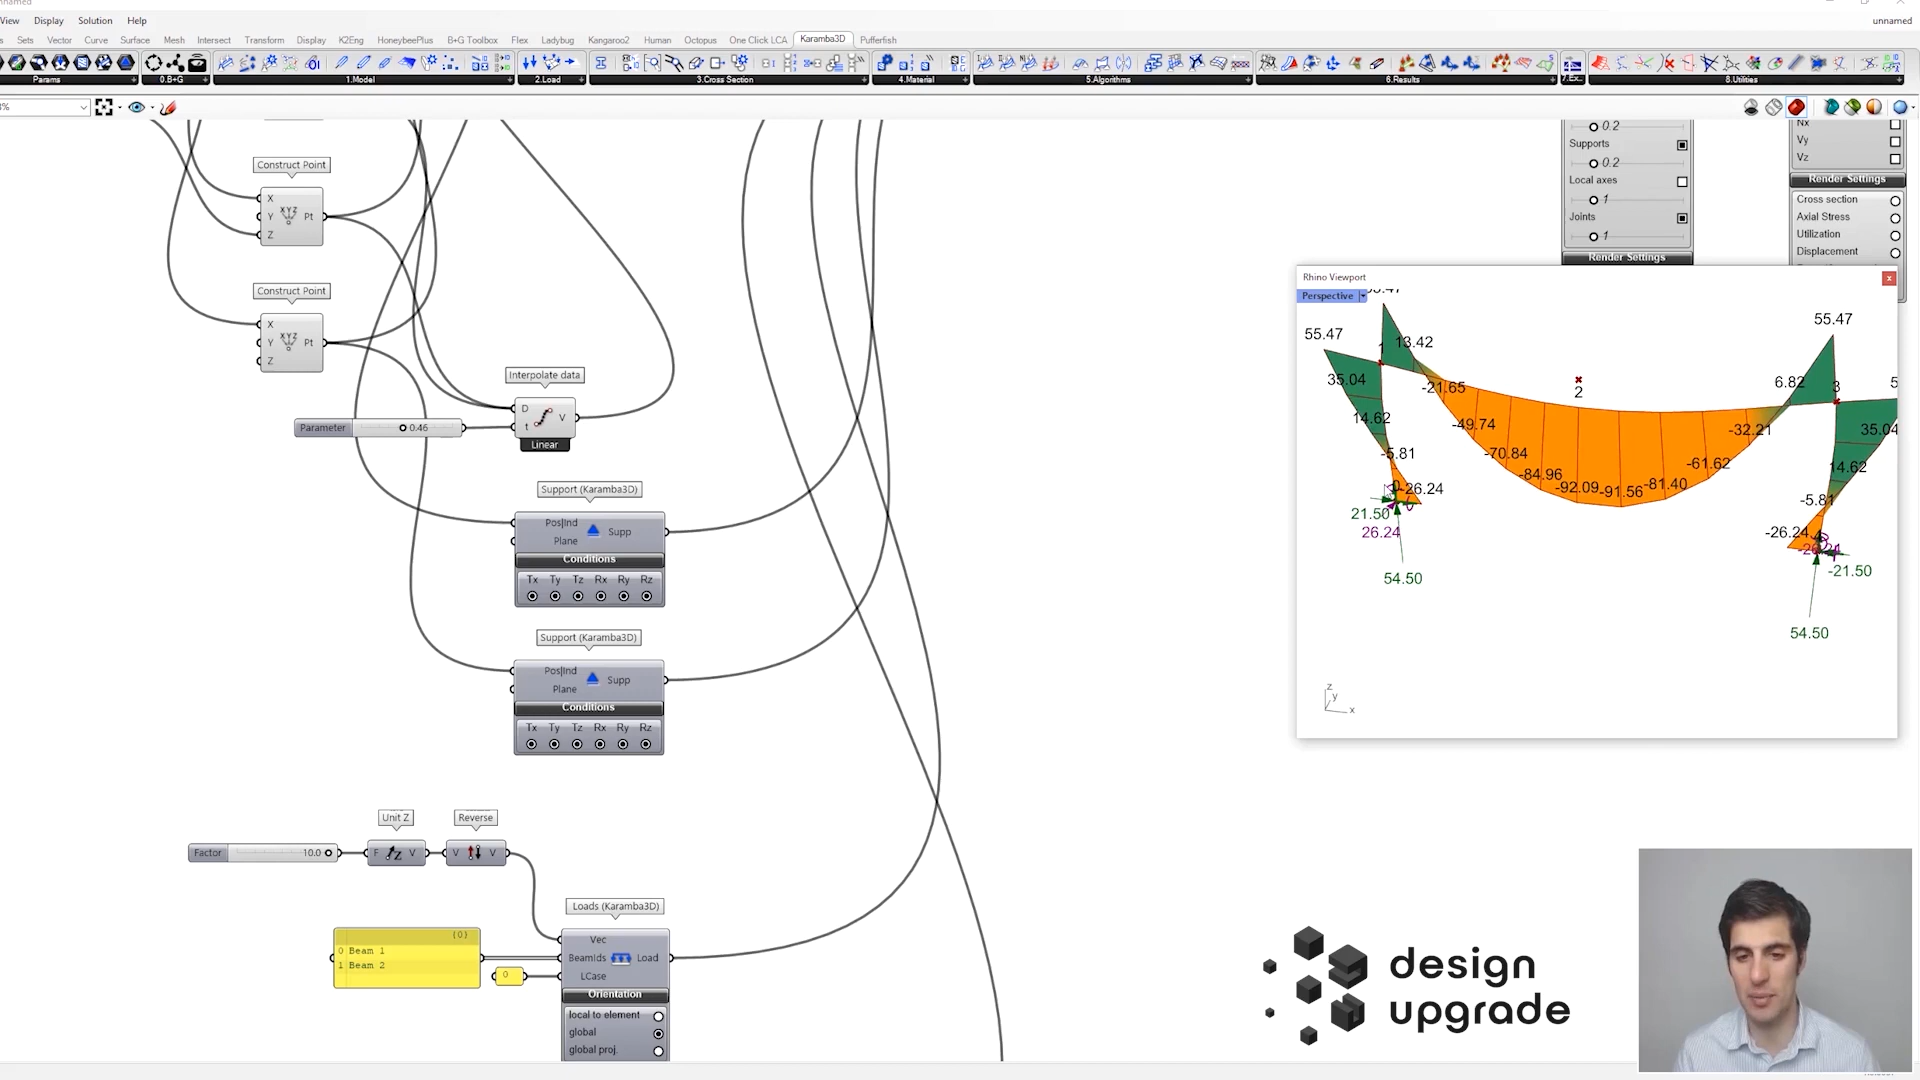 unnamed
View Display Solution Help
unnamed
Sets Vector Curve Surface Mesh Intersect Transform Display K2Eng HoneybeePlus B+G Toolbox Flex Ladybug Kangaroo2 Human Octopus One Click LCA Karamba3D Pufferfish
Params 0.B+G 1.Model 2.Load 3.Cross Section 4.Material 5.Algorithms 6.Results 7.Ex... 8.Utilities
Construct Point
X
Y Pt
Z
Construct Point
X
Y Pt
Z
Parameter 0.46
Interpolate data
D
V
t
Linear
Support (Karamba3D)
Pos|Ind
Supp
Plane
Conditions
Tx Ty Tz Rx Ry Rz
Support (Karamba3D)
Pos|Ind
Supp
Plane
Conditions
Tx Ty Tz Rx Ry Rz
Unit Z
Reverse
Factor 10.0
F V
V V
{0}
0 Beam 1
1 Beam 2
0
Loads (Karamba3D)
Vec
BeamIds Load
LCase
Orientation
local to element
global
global proj.
0.2
Supports
0.2
Local axes
1
Joints
1
Render Settings
Nx
Vy
Vz
Render Settings
Cross section
Axial Stress
Utilization
Displacement
Rhino Viewport
Perspective
55.47
55.47
13.42
35.04
-21.65
6.82
3
2
14.62
-49.74
-32.21
35.04
-5.81
-70.84
-61.62
14.62
-84.96
-92.09
-91.56
-81.40
-26.24
-5.81
21.50
26.24
-26.24
54.50
-21.50
54.50
z
y
x
design
upgrade